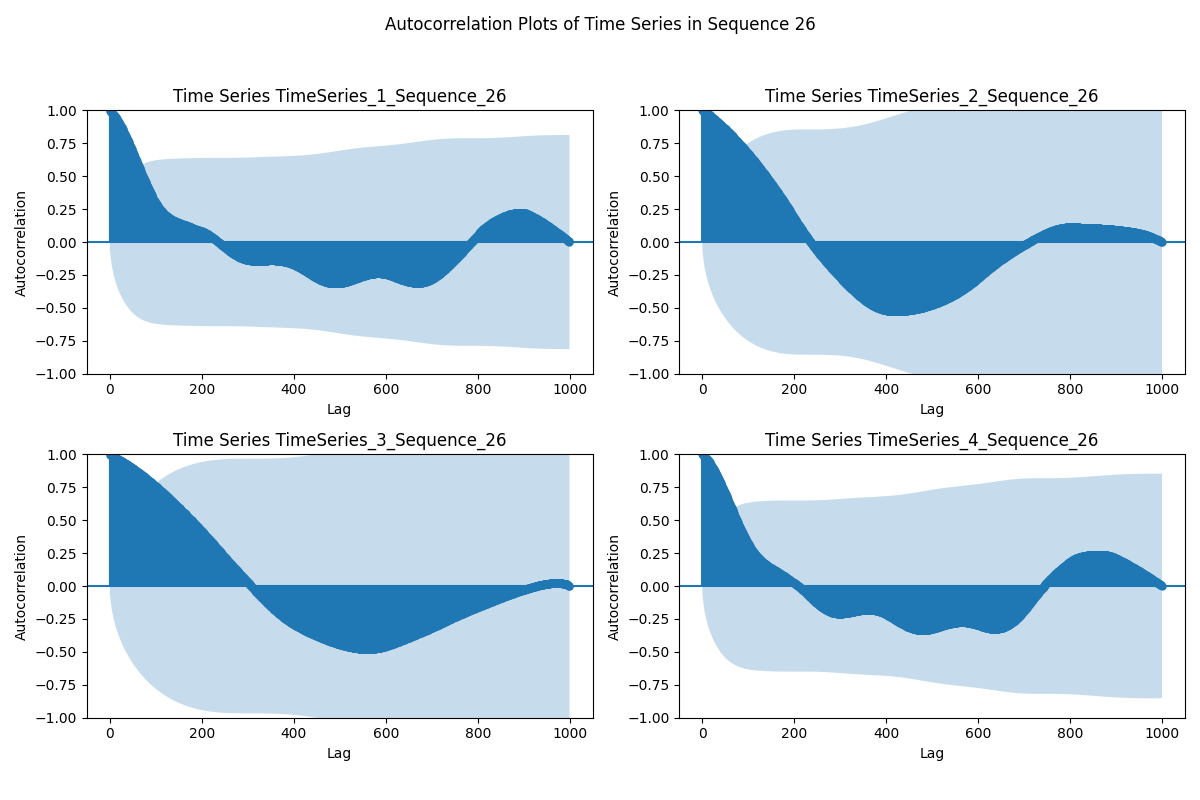 Autocorrelation Plots of Time Series in Sequence 26
Time Series TimeSeries_1_Sequence_26
1.00
0.75
0.50
0.25
0.00
−0.25
−0.50
−0.75
−1.00
Autocorrelation
0 200 400 600 800 1000
Lag
Time Series TimeSeries_2_Sequence_26
1.00
0.75
0.50
0.25
0.00
−0.25
−0.50
−0.75
−1.00
Autocorrelation
0 200 400 600 800 1000
Lag
Time Series TimeSeries_3_Sequence_26
1.00
0.75
0.50
0.25
0.00
−0.25
−0.50
−0.75
−1.00
Autocorrelation
0 200 400 600 800 1000
Lag
Time Series TimeSeries_4_Sequence_26
1.00
0.75
0.50
0.25
0.00
−0.25
−0.50
−0.75
−1.00
Autocorrelation
0 200 400 600 800 1000
Lag